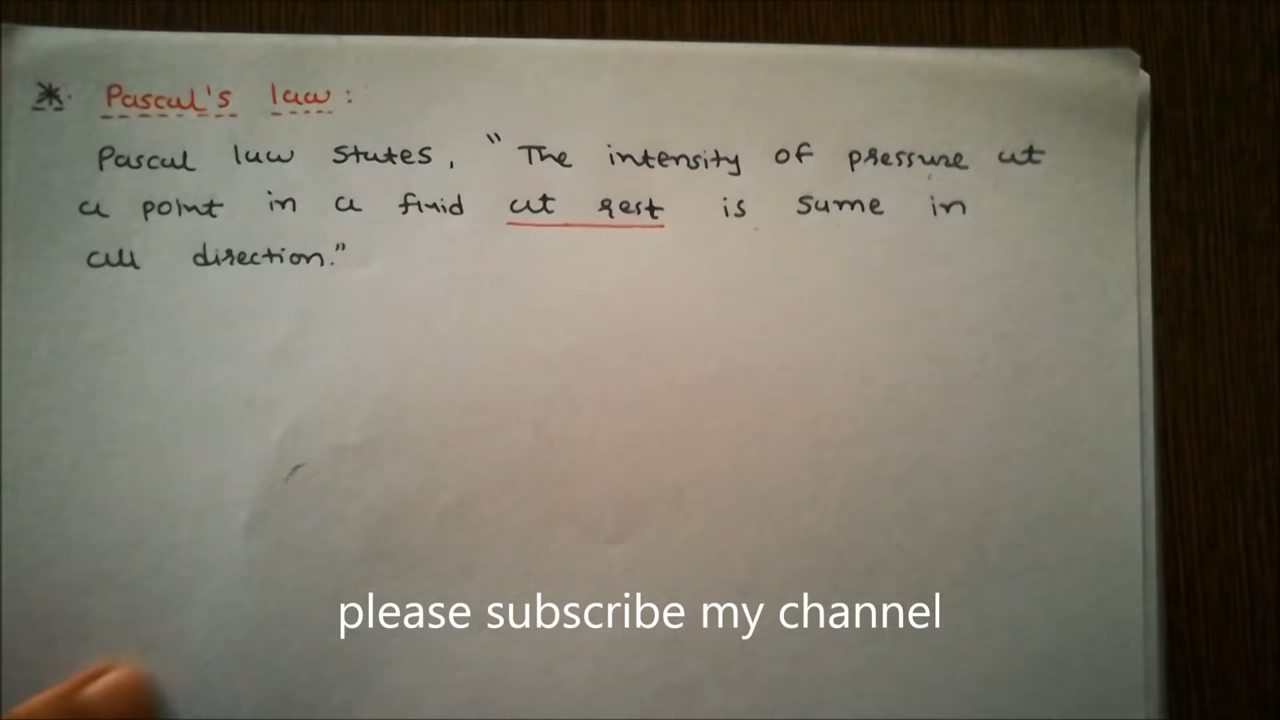 * Pascal's law :
Pascal law states, "The intensity of pressure at
a point in a fluid at rest is same in
all direction."
please subscribe my channel